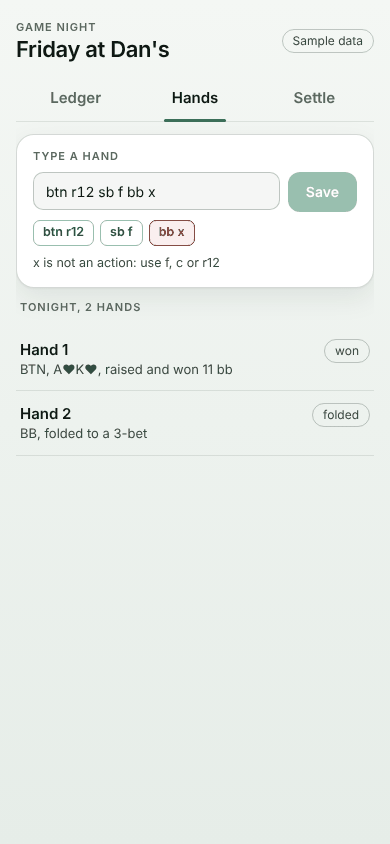 GAME NIGHT
Friday at Dan's
Sample data
Ledger Hands Settle
TYPE A HAND
btn r12 sb f bb x
Save
btn r12 sb f bb x
x is not an action: use f, c or r12
TONIGHT, 2 HANDS
Hand 1
won
BTN, A♥K♥, raised and won 11 bb
Hand 2
folded
BB, folded to a 3-bet